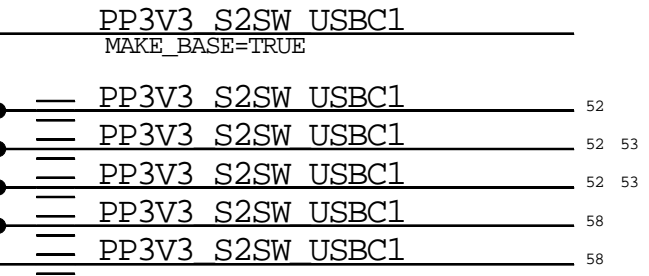 PP3V3_S2SW_USBC1
MAKE_BASE=TRUE
PP3V3_S2SW_USBC1 52
PP3V3_S2SW_USBC1 52 53
PP3V3_S2SW_USBC1 52 53
PP3V3_S2SW_USBC1 58
PP3V3_S2SW_USBC1 58